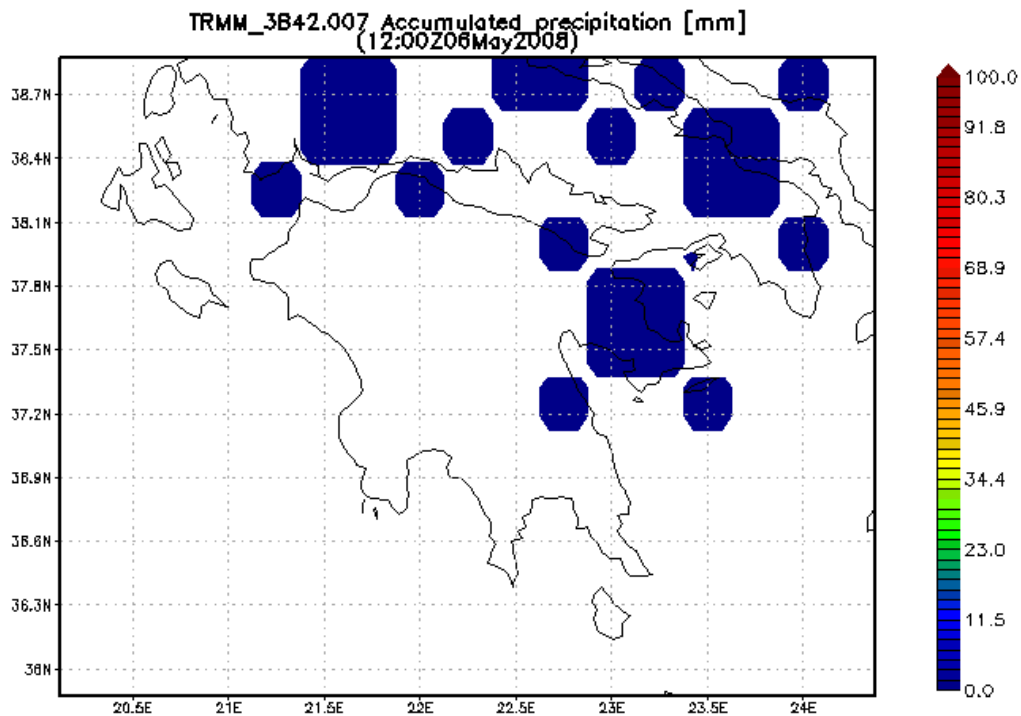 TRMM_3B42.007 Accumulated precipitation [mm]
(12:00Z06May2008)
38.7N
38.4N
38.1N
37.8N
37.5N
37.2N
36.9N
36.6N
36.3N
36N
20.5E 21E 21.5E 22E 22.5E 23E 23.5E 24E
100.0
91.8
80.3
68.9
57.4
45.9
34.4
23.0
11.5
0.0